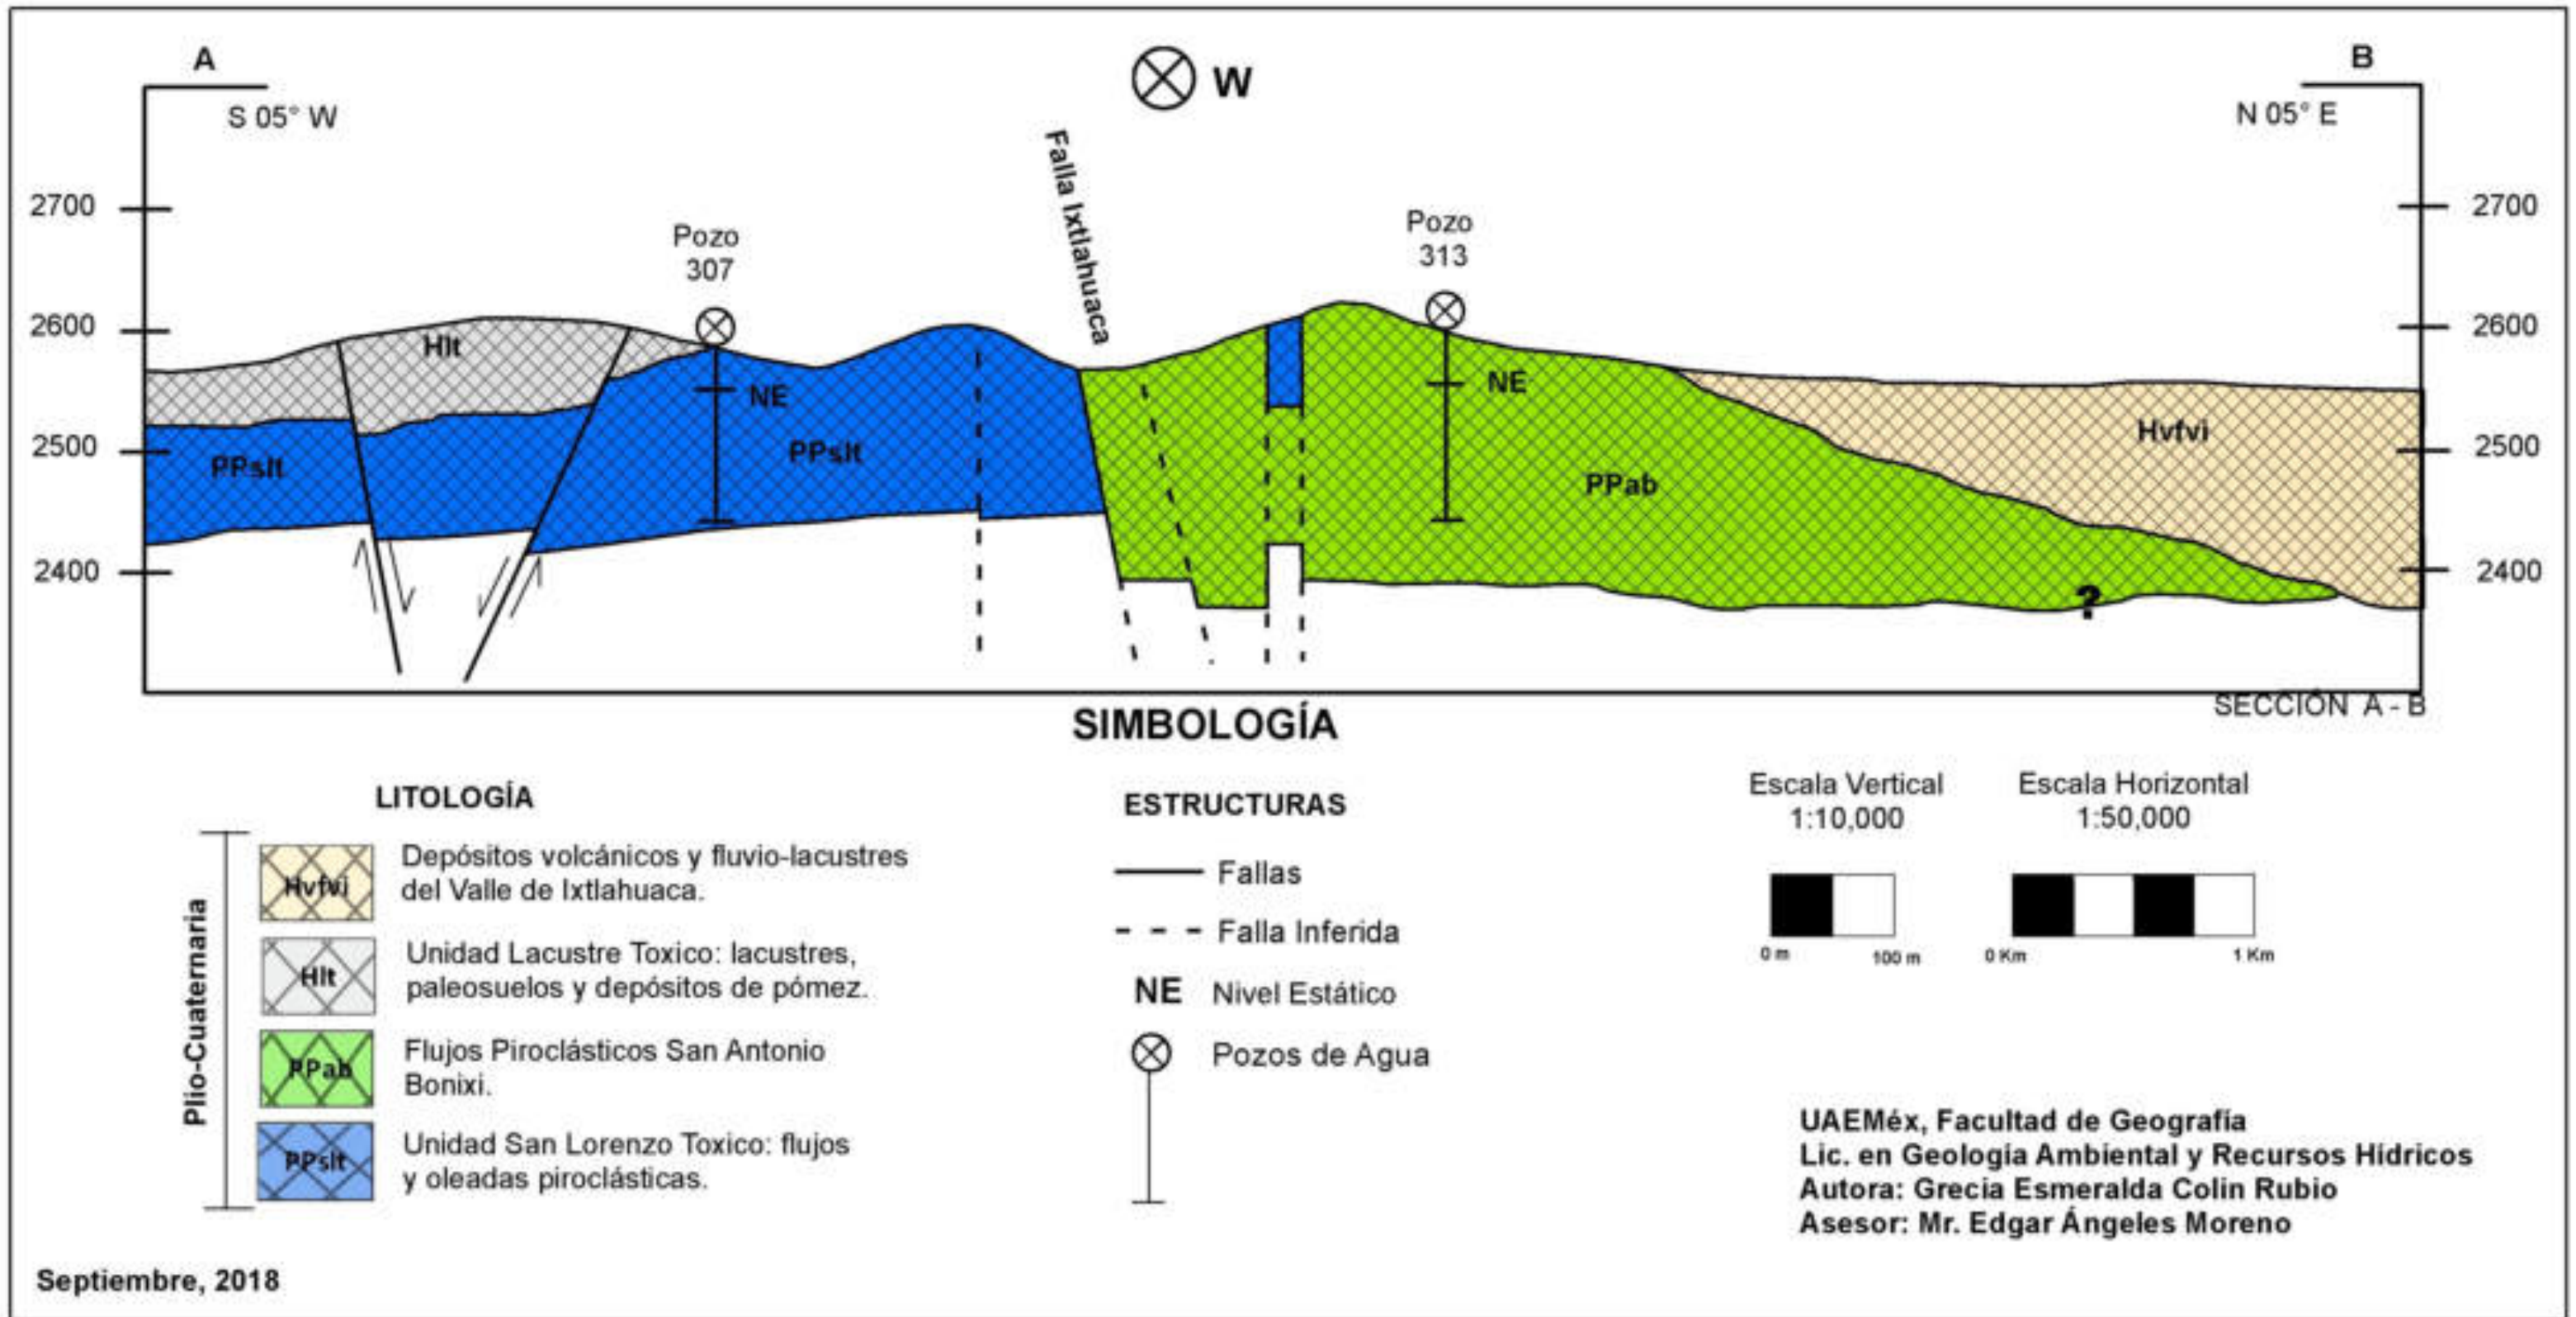 A
S 05° W
W
B
N 05° E
Falla Ixtlahuaca
2700
2600
2500
2400
2700
2600
2500
2400
Pozo
307
Pozo
313
Hlt
NE
NE
PPslt
PPslt
PPab
Hvfvi
?
SECCIÓN A - B
SIMBOLOGÍA
LITOLOGÍA
Plio-Cuaternaria
Hvfvi
Depósitos volcánicos y fluvio-lacustres
del Valle de Ixtlahuaca.
Hlt
Unidad Lacustre Toxico: lacustres,
paleosuelos y depósitos de pómez.
PPab
Flujos Piroclásticos San Antonio
Bonixi.
PPslt
Unidad San Lorenzo Toxico: flujos
y oleadas piroclásticas.
ESTRUCTURAS
Fallas
Falla Inferida
NE Nivel Estático
Pozos de Agua
Escala Vertical
1:10,000
0 m 100 m
Escala Horizontal
1:50,000
0 Km 1 Km
UAEMéx, Facultad de Geografía
Lic. en Geología Ambiental y Recursos Hídricos
Autora: Grecia Esmeralda Colin Rubio
Asesor: Mr. Edgar Ángeles Moreno
Septiembre, 2018